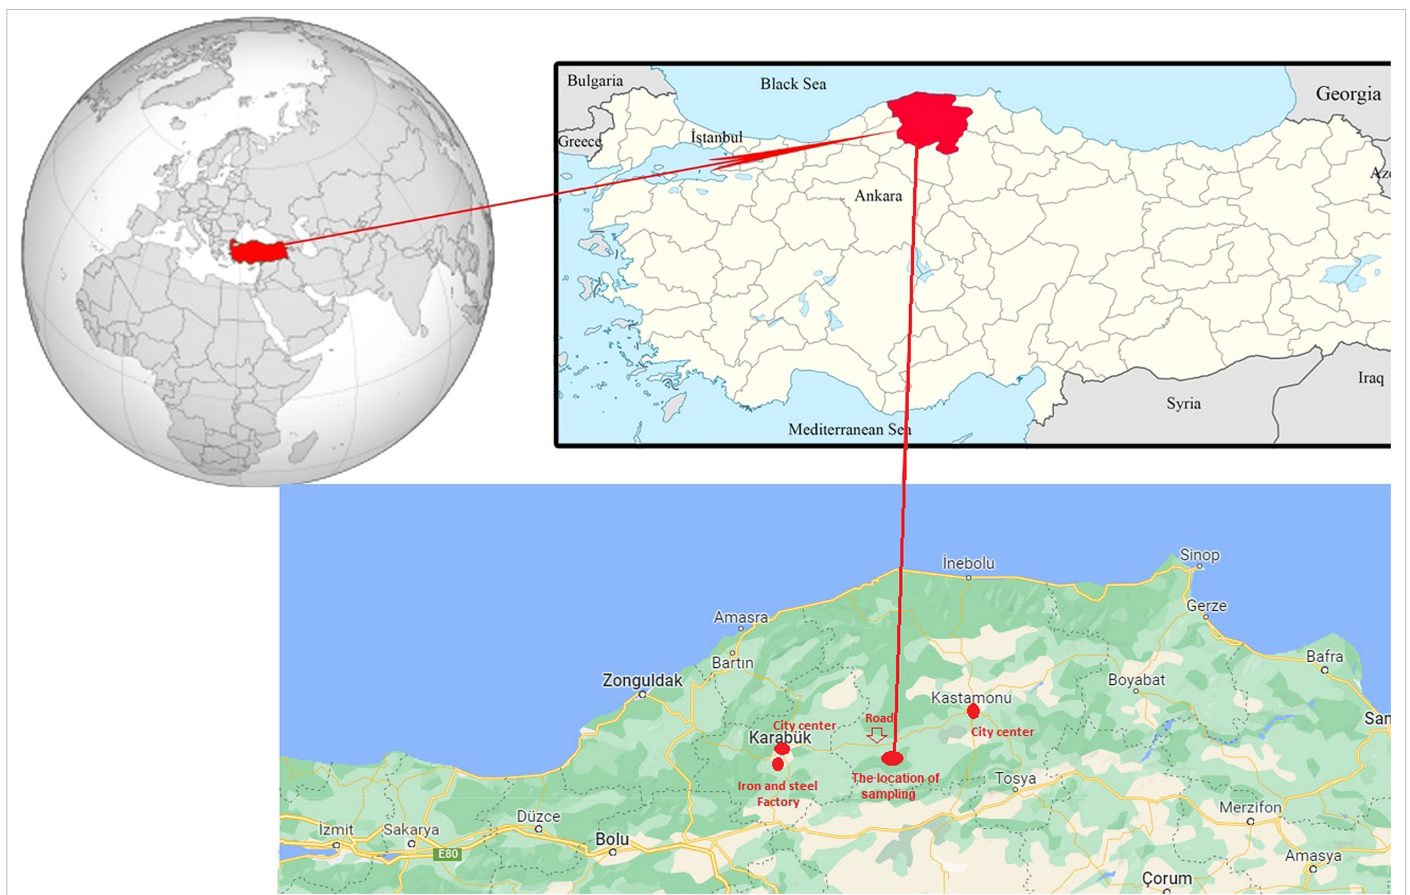 Bulgaria
Black Sea
Georgia
Greece
İstanbul
Aze
Ankara
Iraq
Syria
Mediterranean Sea
Sinop
İnebolu
Gerze
Amasra
Bartın
Bafra
Zonguldak
Boyabat
Kastamonu
Road
City center
City center
Karabük
San
Iron and steel
Factory
The location of
sampling
Tosya
Merzifon
Düzce
İzmit
Sakarya
Bolu
E80
Amasya
Çorum